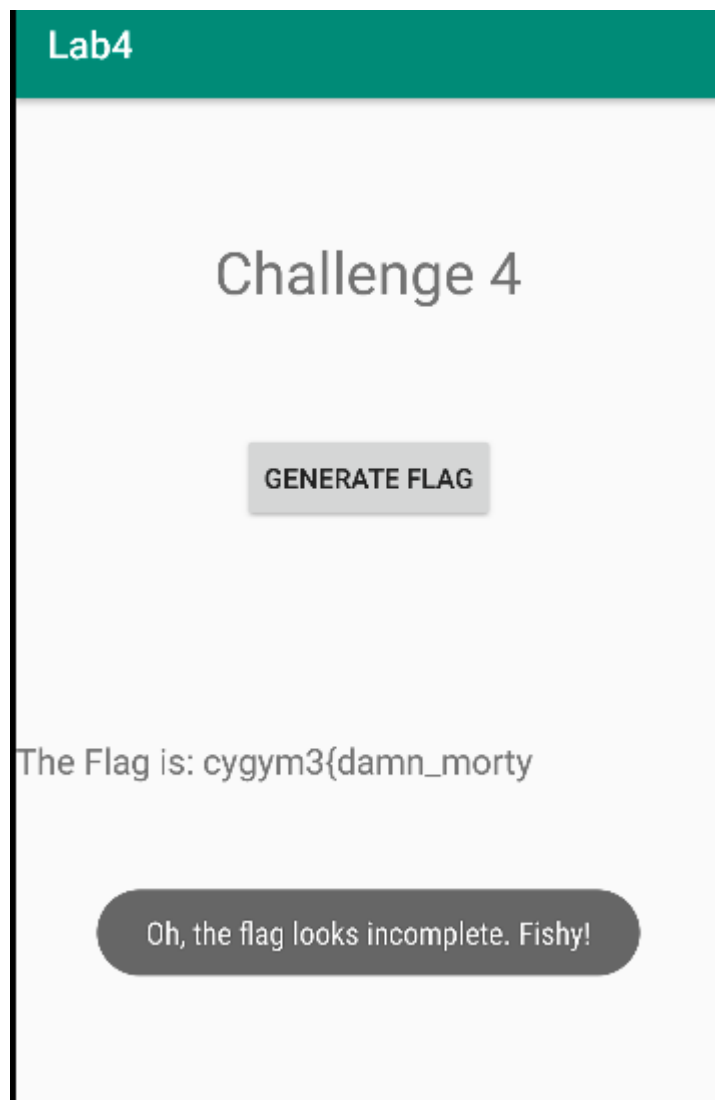 Lab4
Challenge 4
GENERATE FLAG
The Flag is: cygym3{damn_morty
Oh, the flag looks incomplete. Fishy!